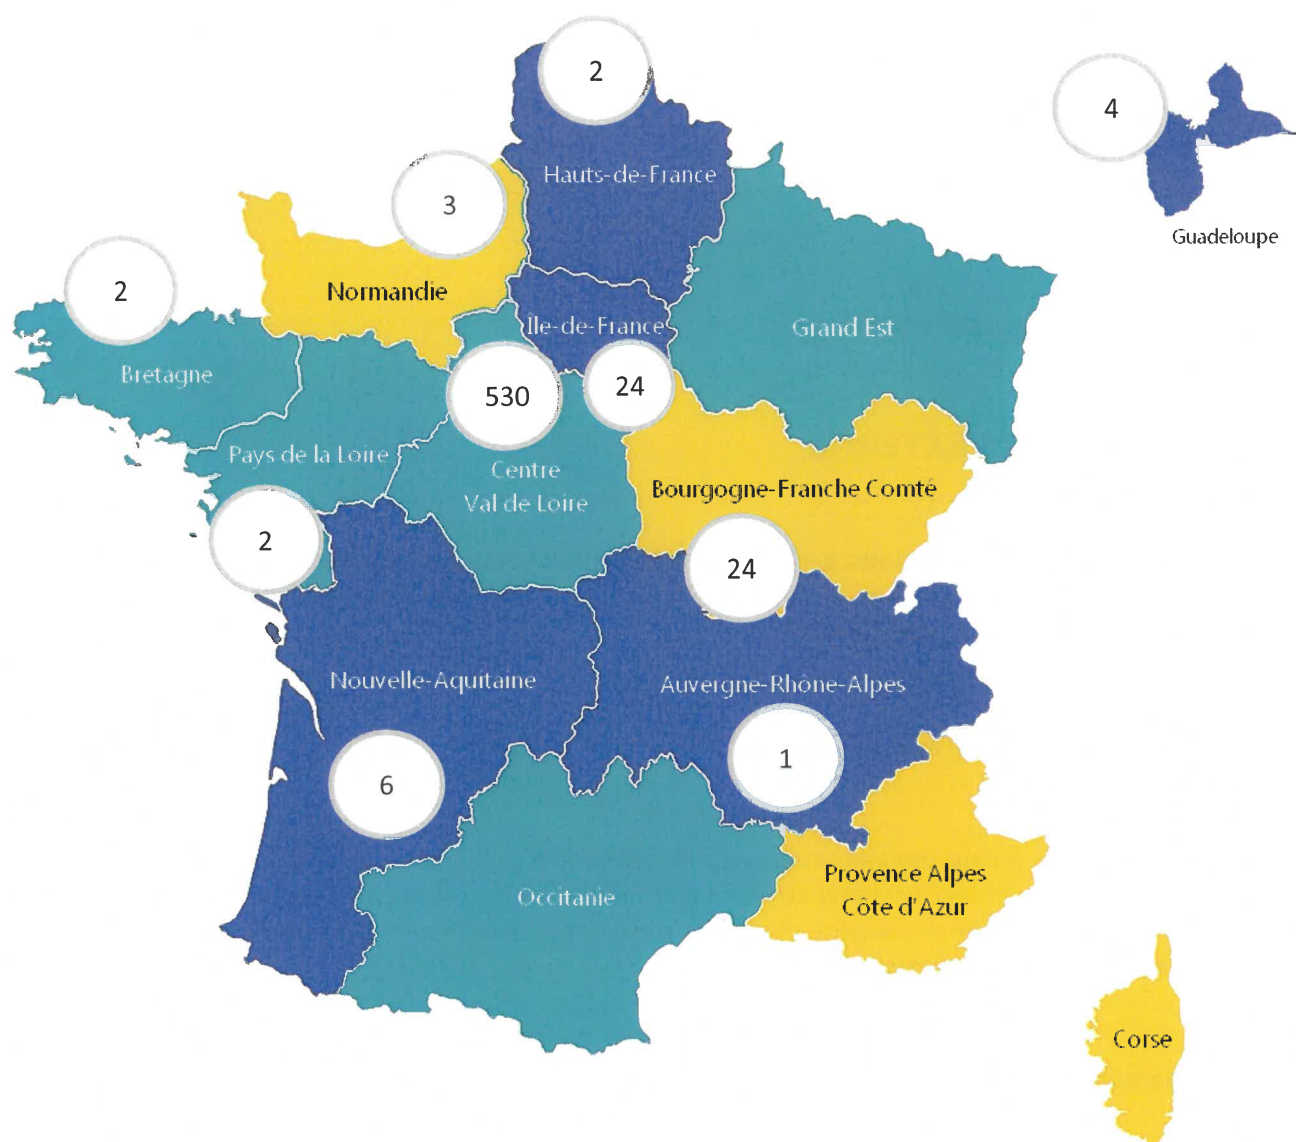 2
4
Hauts-de-France
3
Guadeloupe
Normandie
2
Ile-de-France
Grand Est
Bretagne
530
24
Pays de la Loire
Centre
Val de Loire
Bourgogne-Franche Comté
2
24
Nouvelle-Aquitaine
Auvergne-Rhône-Alpes
1
6
Provence Alpes
Côte d'Azur
Occitanie
Corse